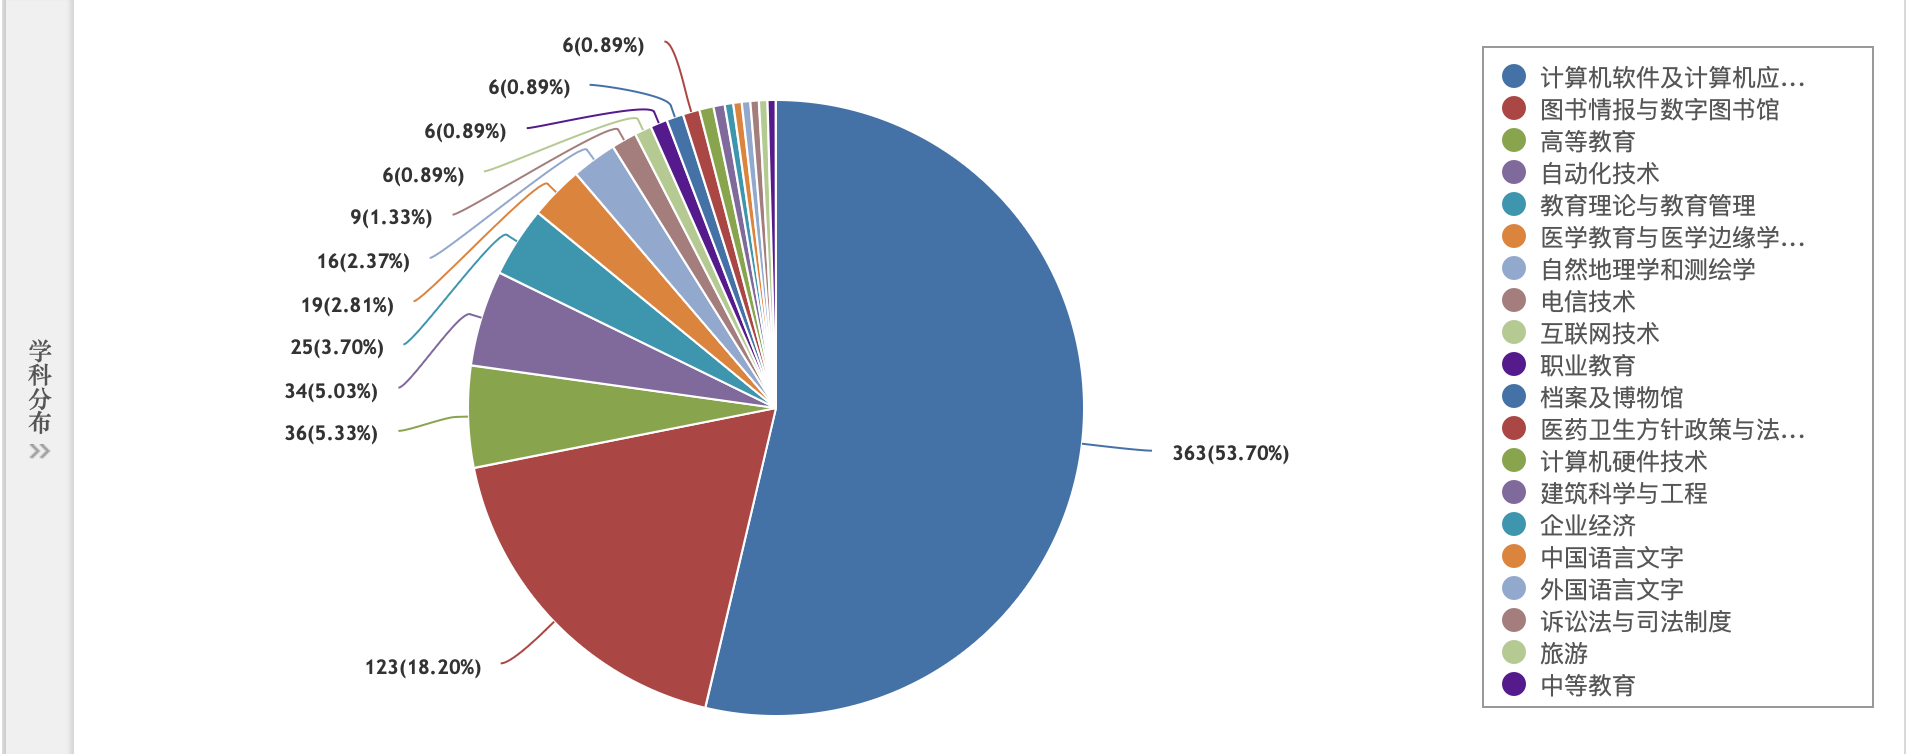 学科分布
6(0.89%)
6(0.89%)
6(0.89%)
6(0.89%)
9(1.33%)
16(2.37%)
19(2.81%)
25(3.70%)
34(5.03%)
36(5.33%)
123(18.20%)
363(53.70%)
计算机软件及计算机应...
图书情报与数字图书馆
高等教育
自动化技术
教育理论与教育管理
医学教育与医学边缘学...
自然地理学和测绘学
电信技术
互联网技术
职业教育
档案及博物馆
医药卫生方针政策与法...
计算机硬件技术
建筑科学与工程
企业经济
中国语言文字
外国语言文字
诉讼法与司法制度
旅游
中等教育